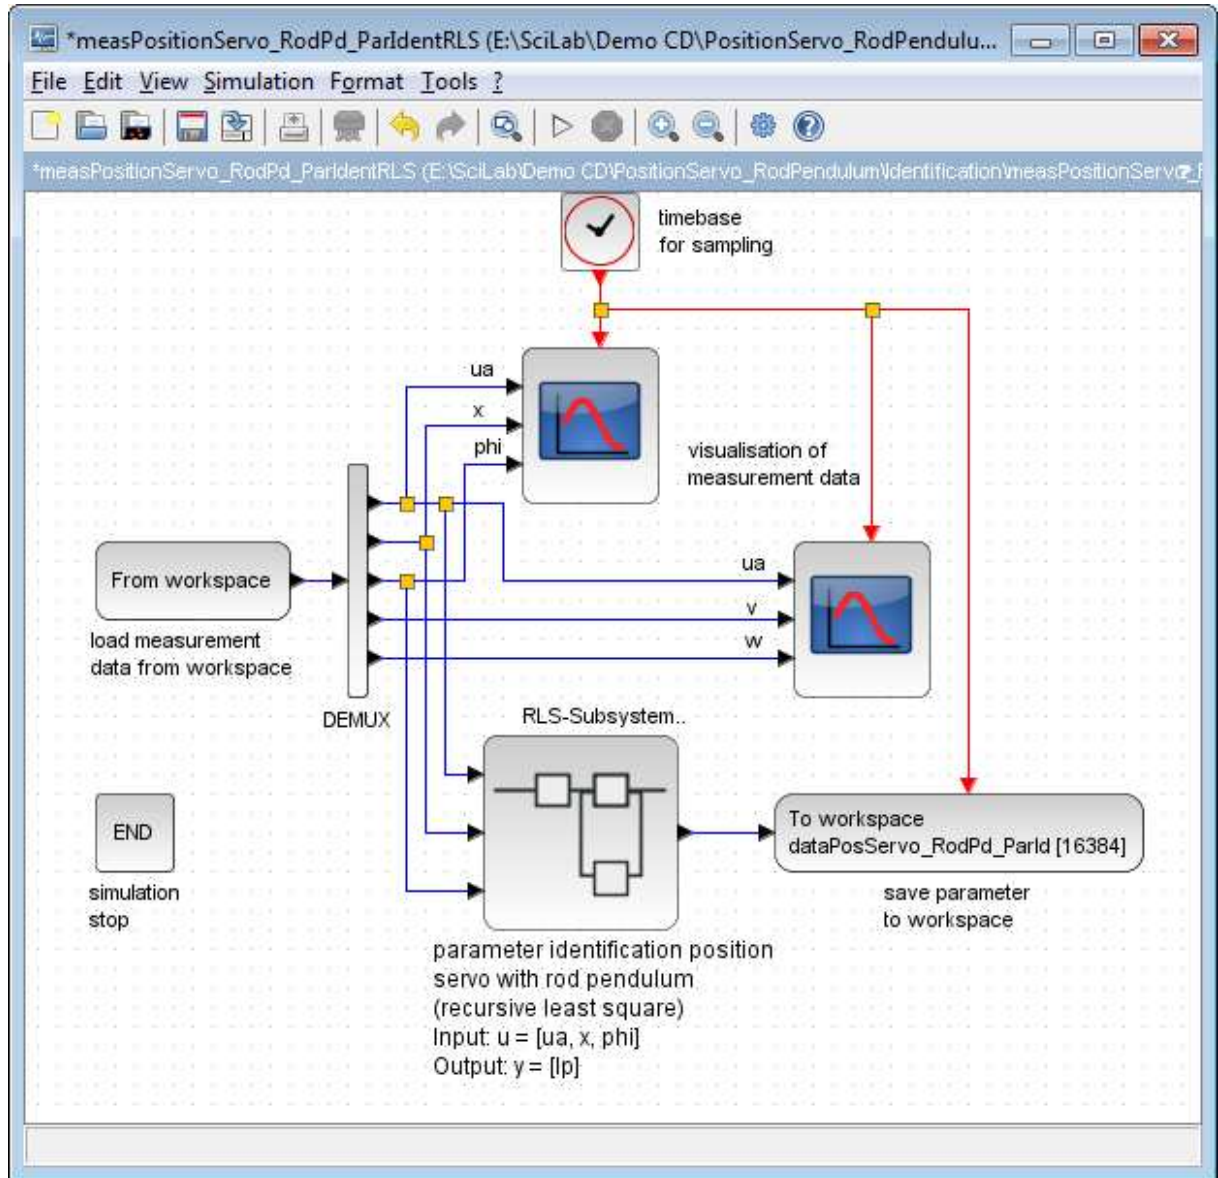 *measPositionServo_RodPd_ParIdentRLS (E:\SciLab\Demo CD\PositionServo_RodPendulu...
File Edit View Simulation Format Tools ?
*measPositionServo_RodPd_ParIdentRLS (E:\SciLab\Demo CD\PositionServo_RodPendulum\Identification\measPositionServo
timebase
for sampling
ua
x
phi
visualisation of
measurement data
From workspace
load measurement
data from workspace
DEMUX
ua
v
w
RLS-Subsystem..
END
simulation
stop
To workspace
dataPosServo_RodPd_ParId [16384]
save parameter
to workspace
parameter identification position
servo with rod pendulum
(recursive least square)
Input: u = [ua, x, phi]
Output: y = [lp]